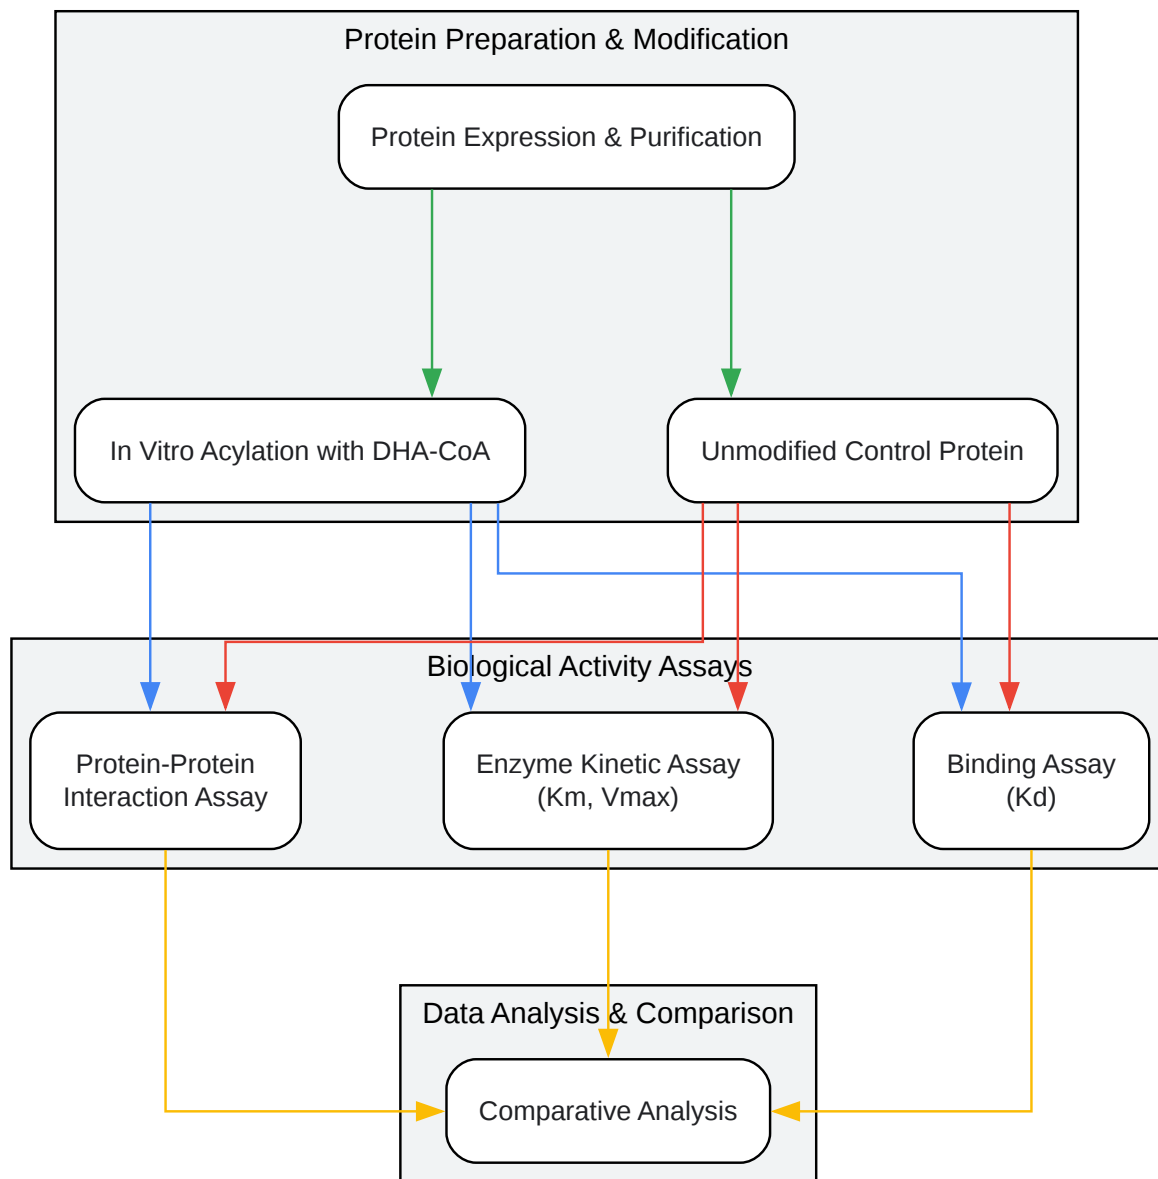 Protein Preparation & Modification
Protein Expression & Purification
In Vitro Acylation with DHA-CoA
Unmodified Control Protein
Biological Activity Assays
Protein-Protein
Interaction Assay
Enzyme Kinetic Assay
(Km, Vmax)
Binding Assay
(Kd)
Data Analysis & Comparison
Comparative Analysis